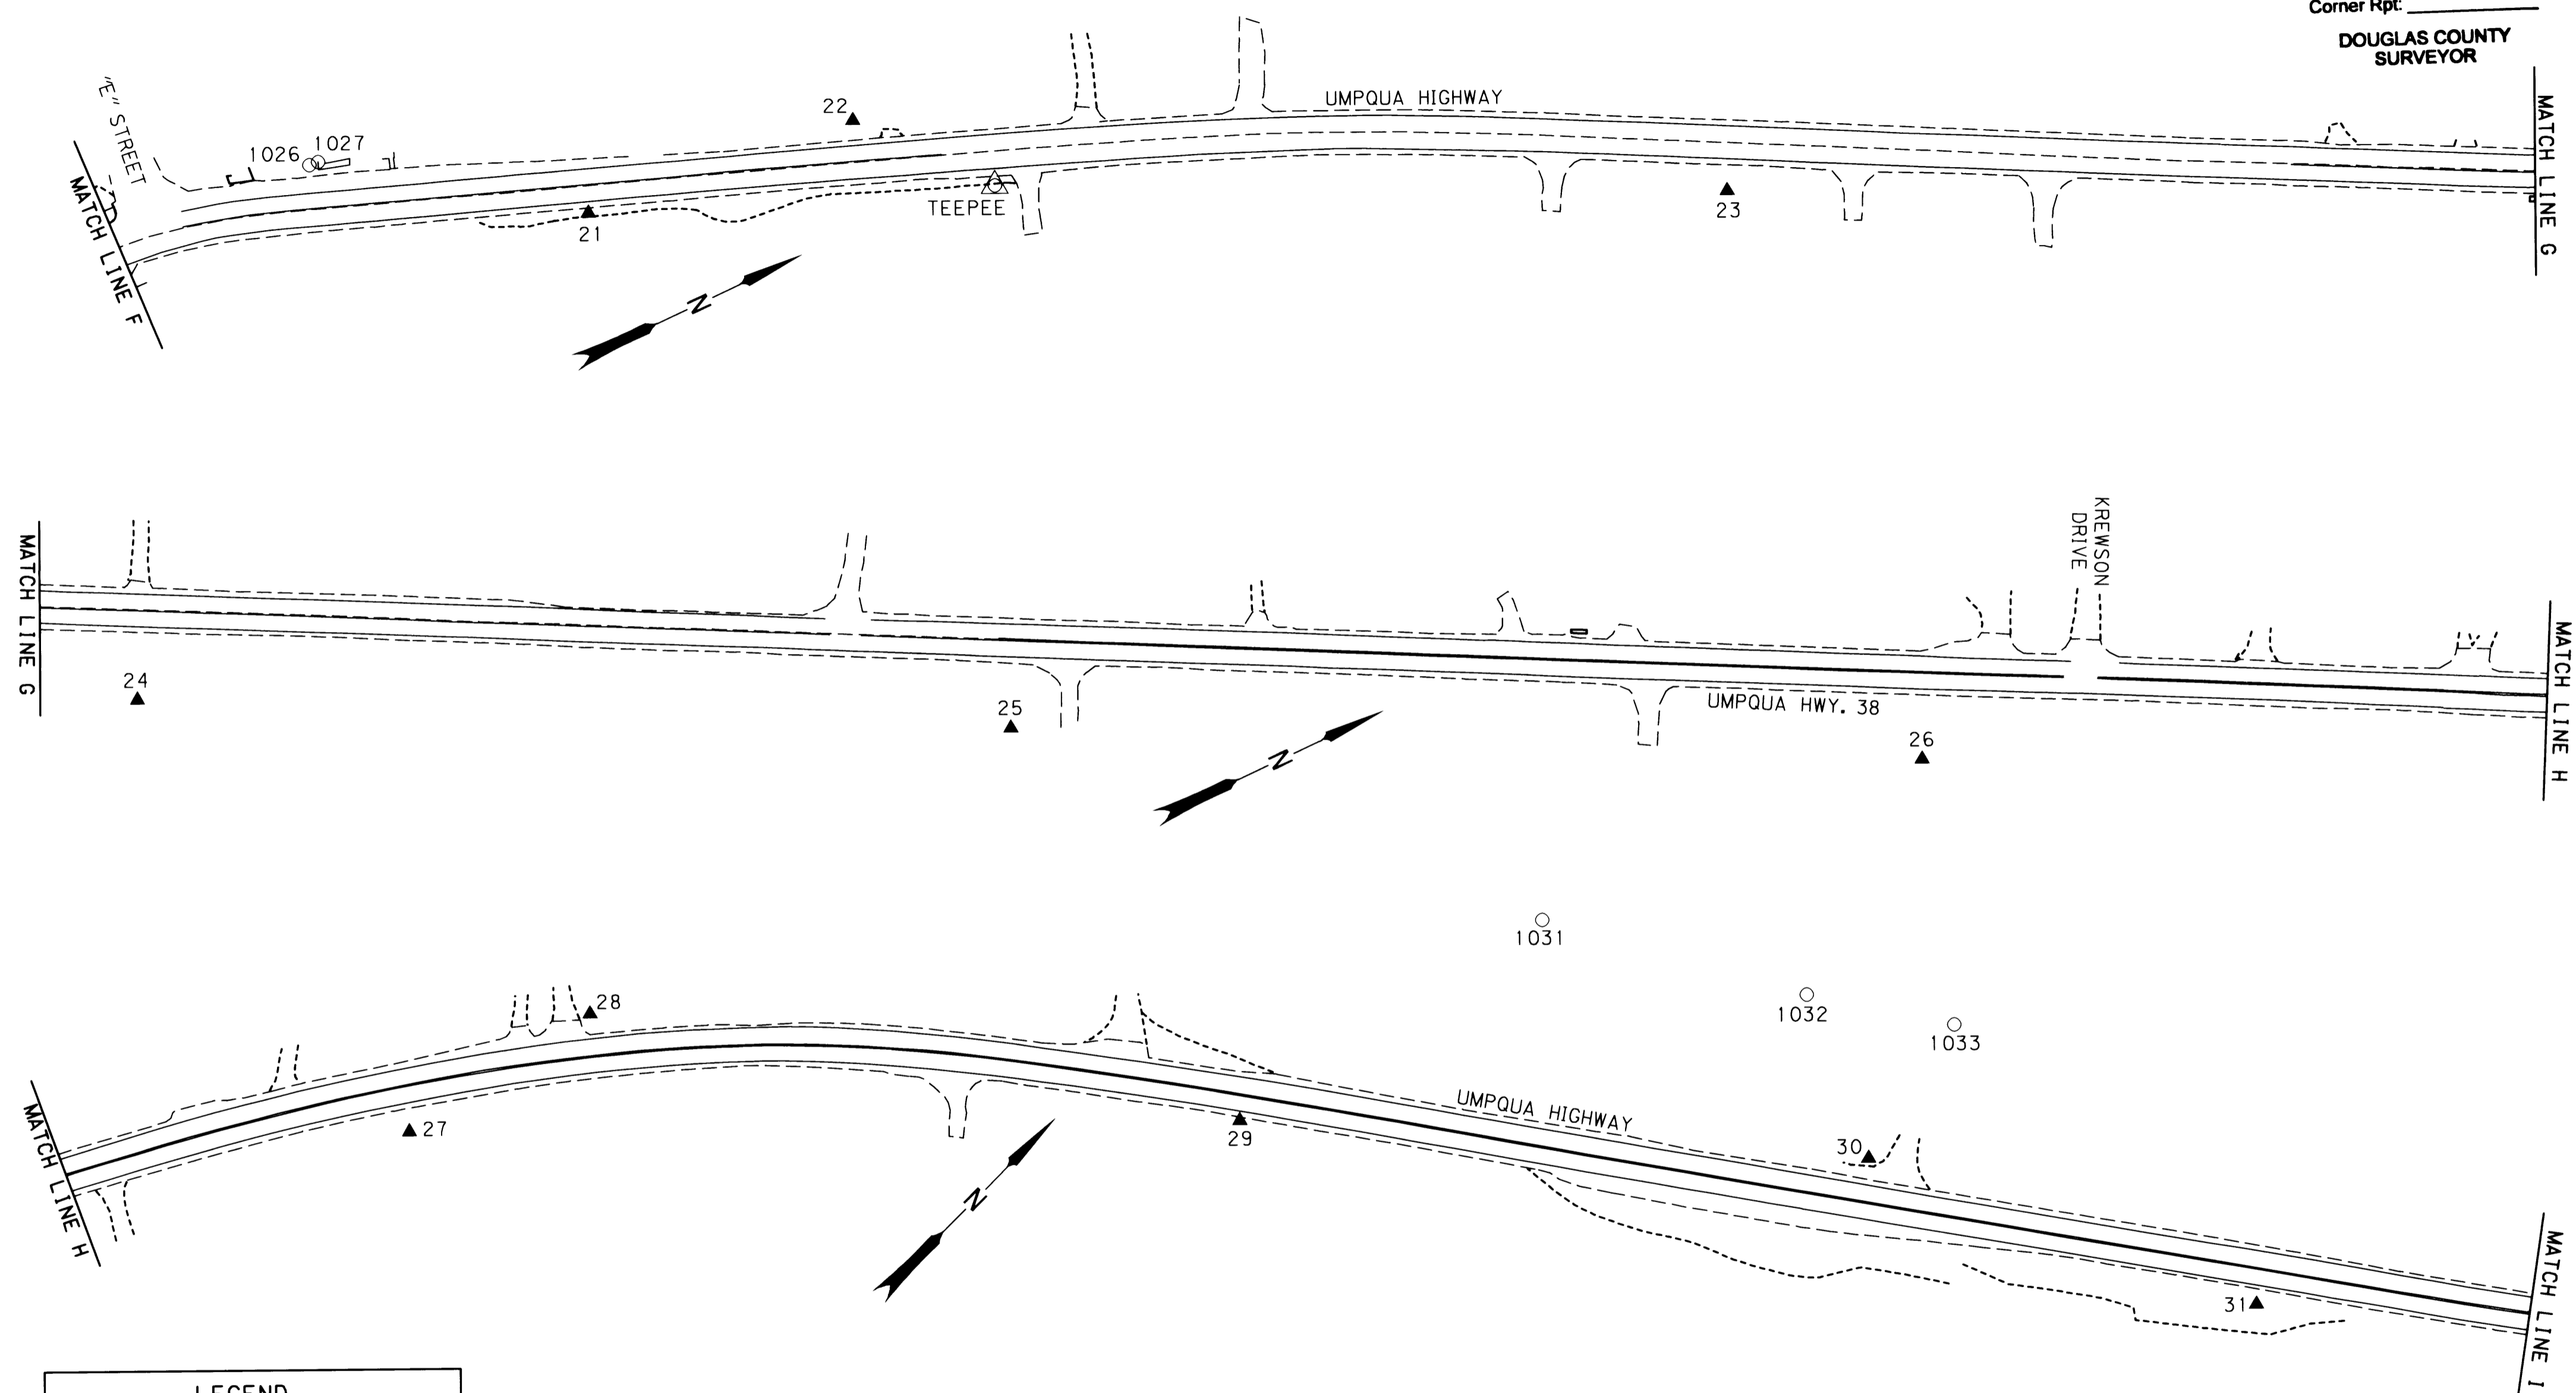 Corner Rpt:
DOUGLAS COUNTY
SURVEYOR
"E" STREET
MATCH LINE F
1026
1027
22
21
TEEPEE
UMPQUA HIGHWAY
23
MATCH LINE G
N
MATCH LINE G
24
25
N
UMPQUA HWY. 38
KREWSON
DRIVE
26
MATCH LINE H
1031
1032
1033
MATCH LINE H
27
28
29
N
UMPQUA HIGHWAY
30
31
MATCH LINE I
LEGEND